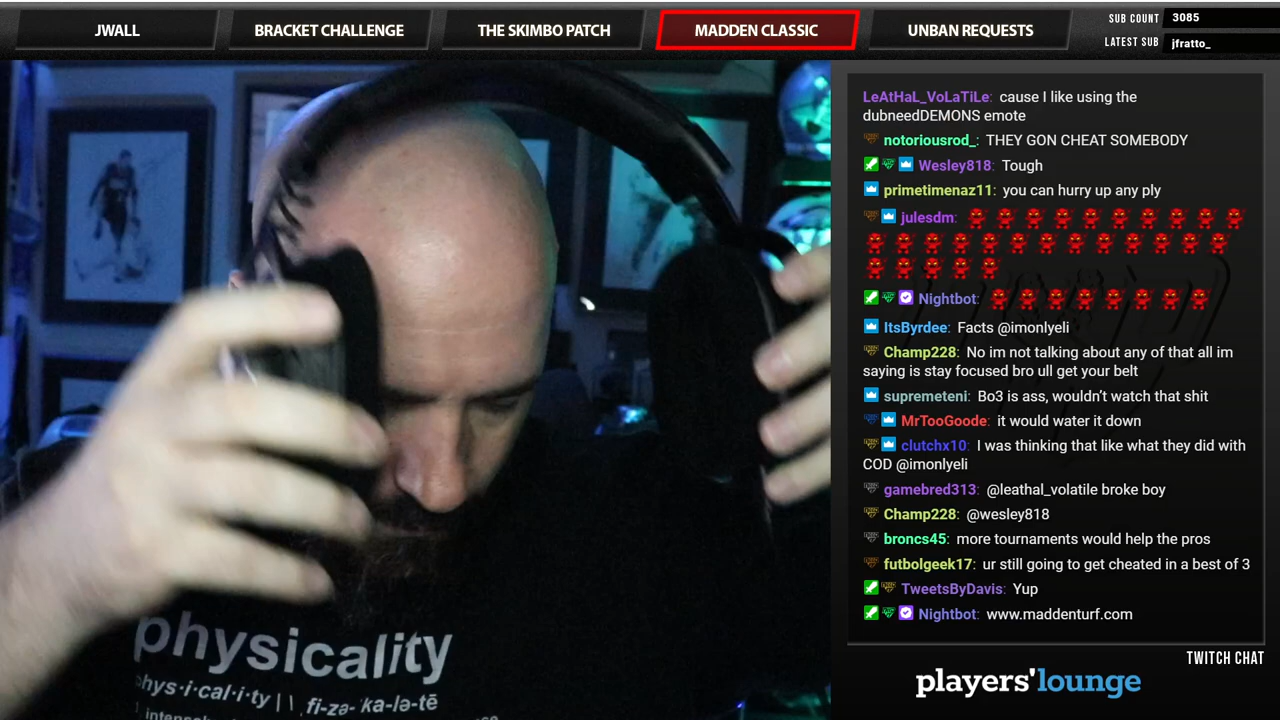 JWALL
BRACKET CHALLENGE
THE SKIMBO PATCH
MADDEN CLASSIC
UNBAN REQUESTS
SUB COUNT 3085
LATEST SUB jfratto_
LeAtHaL_VoLaTiLe: cause I like using the
dubneedDEMONS emote
notoriousrod_: THEY GON CHEAT SOMEBODY
Wesley818: Tough
primetimenaz11: you can hurry up any ply
julesdm:
Nightbot:
ItsByrdee: Facts @imonlyeli
Champ228: No im not talking about any of that all im
saying is stay focused bro ull get your belt
supremeteni: Bo3 is ass, wouldn't watch that shit
MrTooGoode: it would water it down
clutchx10: I was thinking that like what they did with
COD @imonlyeli
gamebred313: @leathal_volatile broke boy
Champ228: @wesley818
broncs45: more tournaments would help the pros
futbolgeek17: ur still going to get cheated in a best of 3
TweetsByDavis: Yup
Nightbot: www.maddenturf.com
TWITCH CHAT
players'lounge
physicality
phys·i·cal·i·ty | \ ˌfi-zə-ˈka-lə-tē